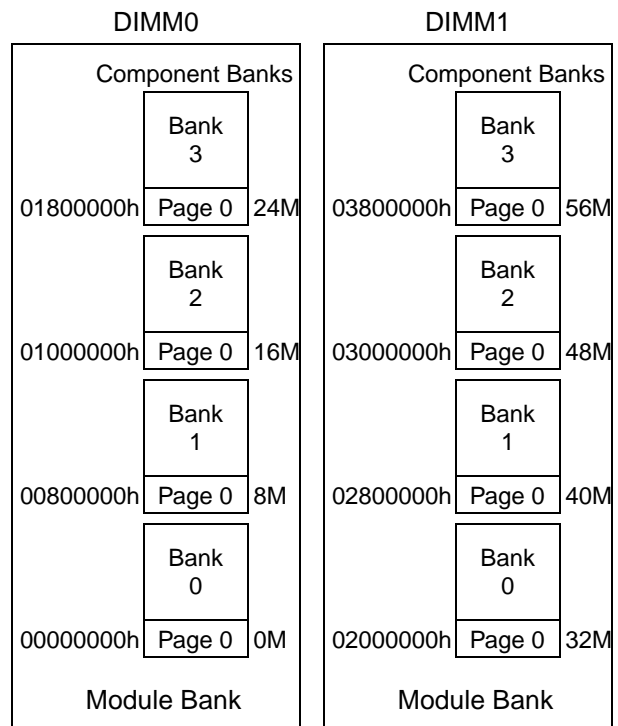 DIMM0
Component Banks
Bank
3
01800000h Page 0 24M
Bank
2
01000000h Page 0 16M
Bank
1
00800000h Page 0 8M
Bank
0
00000000h Page 0 0M
Module Bank
DIMM1
Component Banks
Bank
3
03800000h Page 0 56M
Bank
2
03000000h Page 0 48M
Bank
1
02800000h Page 0 40M
Bank
0
02000000h Page 0 32M
Module Bank